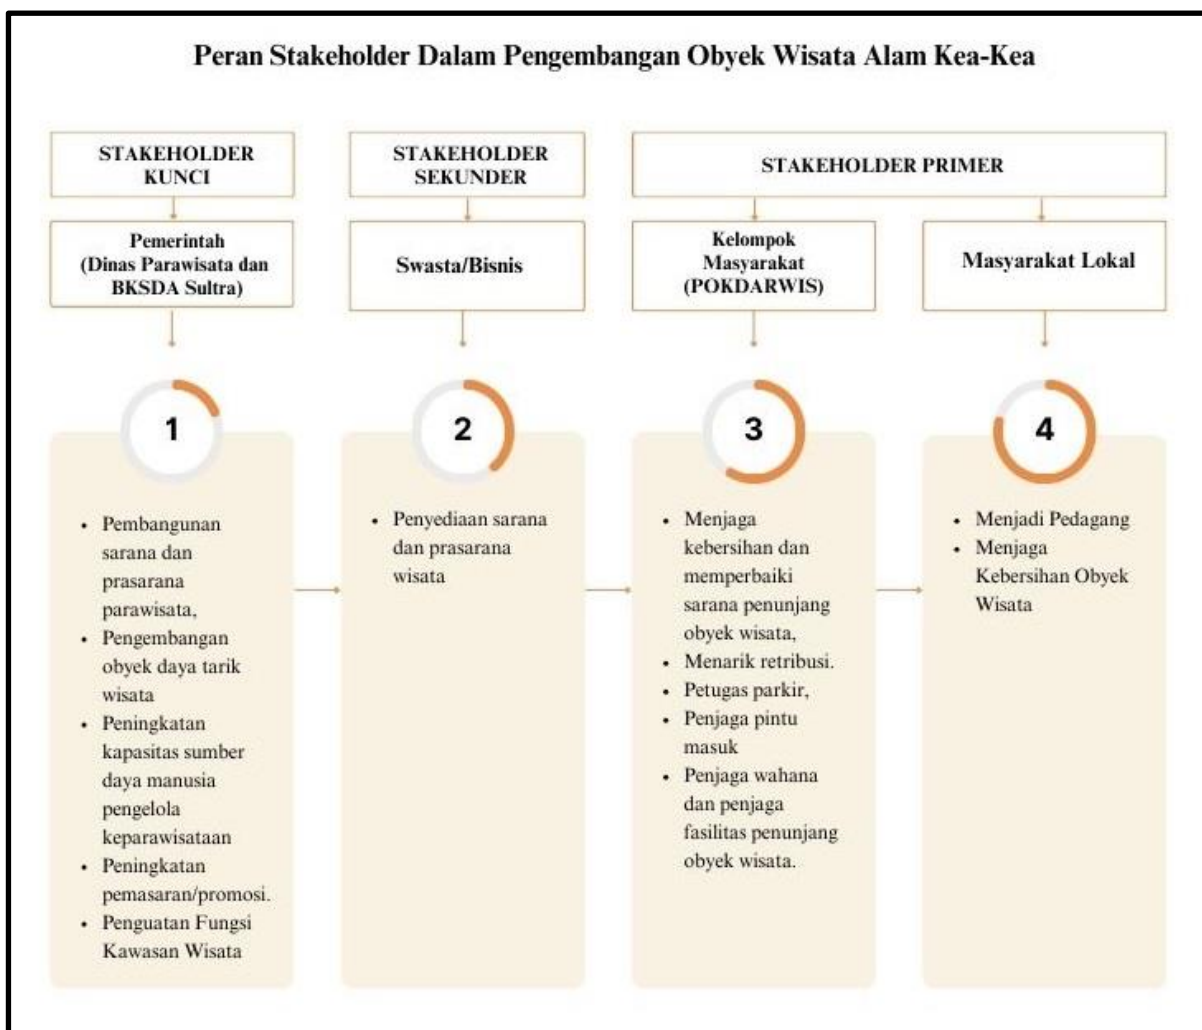 Peran Stakeholder Dalam Pengembangan Obyek Wisata Alam Kea-Kea
STAKEHOLDER
KUNCI
Pemerintah
(Dinas Parawisata dan
BKSDA Sultra)
1
• Pembangunan
sarana dan
prasarana
parawisata,
• Pengembangan
obyek daya tarik
wisata
• Peningkatan
kapasitas sumber
daya manusia
pengelola
keparawisataan
• Peningkatan
pemasaran/promosi.
• Penguatan Fungsi
Kawasan Wisata
STAKEHOLDER
SEKUNDER
Swasta/Bisnis
2
• Penyediaan sarana
dan prasarana
wisata
STAKEHOLDER PRIMER
Kelompok
Masyarakat
(POKDARWIS)
3
• Menjaga
kebersihan dan
memperbaiki
sarana penunjang
obyek wisata,
• Menarik retribusi.
• Petugas parkir,
• Penjaga pintu
masuk
• Penjaga wahana
dan penjaga
fasilitas penunjang
obyek wisata.
Masyarakat Lokal
4
• Menjadi Pedagang
• Menjaga
Kebersihan Obyek
Wisata